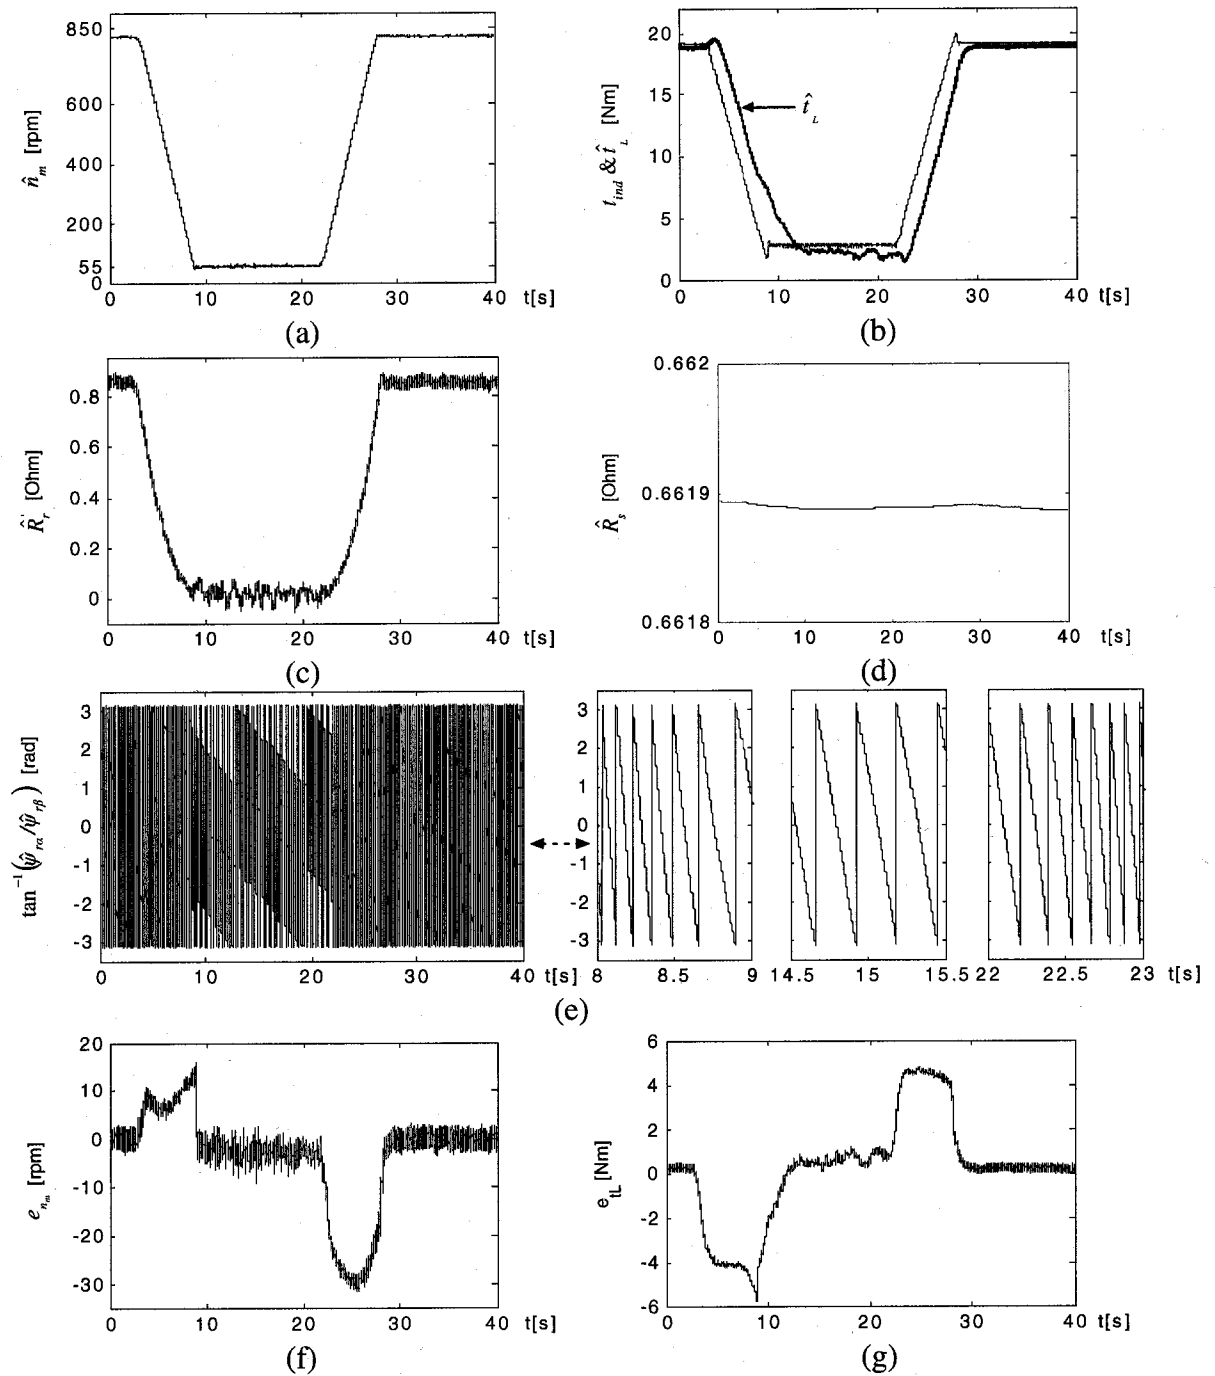 850
600
400
200
55
0
n̂m [rpm]
0 10 20 30 40 t[s]
(a)
20
15
10
5
0
tind & t̂L [Nm]
t̂L
0 10 20 30 40 t[s]
(b)
0.8
0.6
0.4
0.2
0
R̂r' [Ohm]
0 10 20 30 40 t[s]
(c)
0.662
0.6619
0.6618
R̂s [Ohm]
0 10 20 30 40 t[s]
(d)
3
2
1
0
-1
-2
-3
tan⁻¹(ψ̂rα/ψ̂rβ) [rad]
0 10 20 30 40 t[s]
3
2
1
0
-1
-2
-3
8 8.5 9
14.5 15 15.5
22 22.5 23 t[s]
(e)
20
10
0
-10
-20
-30
enm [rpm]
0 10 20 30 40 t[s]
(f)
6
4
2
0
-2
-4
-6
etL [Nm]
0 10 20 30 40 t[s]
(g)